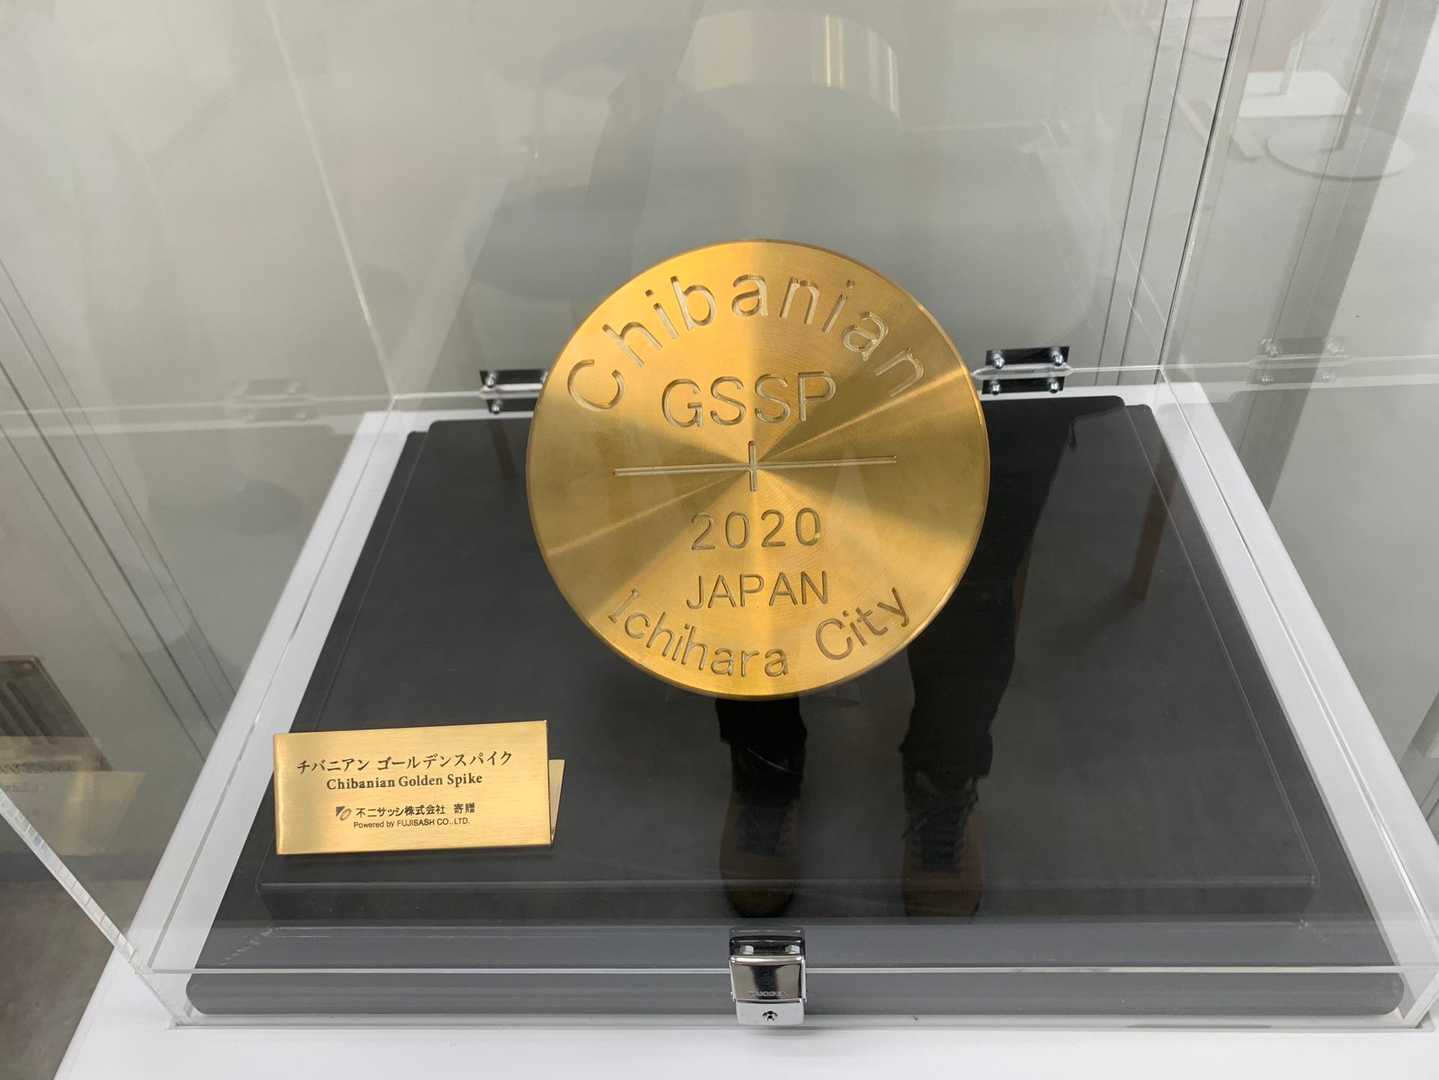 Chibanian
GSSP
2020
JAPAN
Ichihara City
チバニアン ゴールデンスパイク
Chibanian Golden Spike
不二サッシ株式会社 寄贈
Powered by FUJISASH CO., LTD.